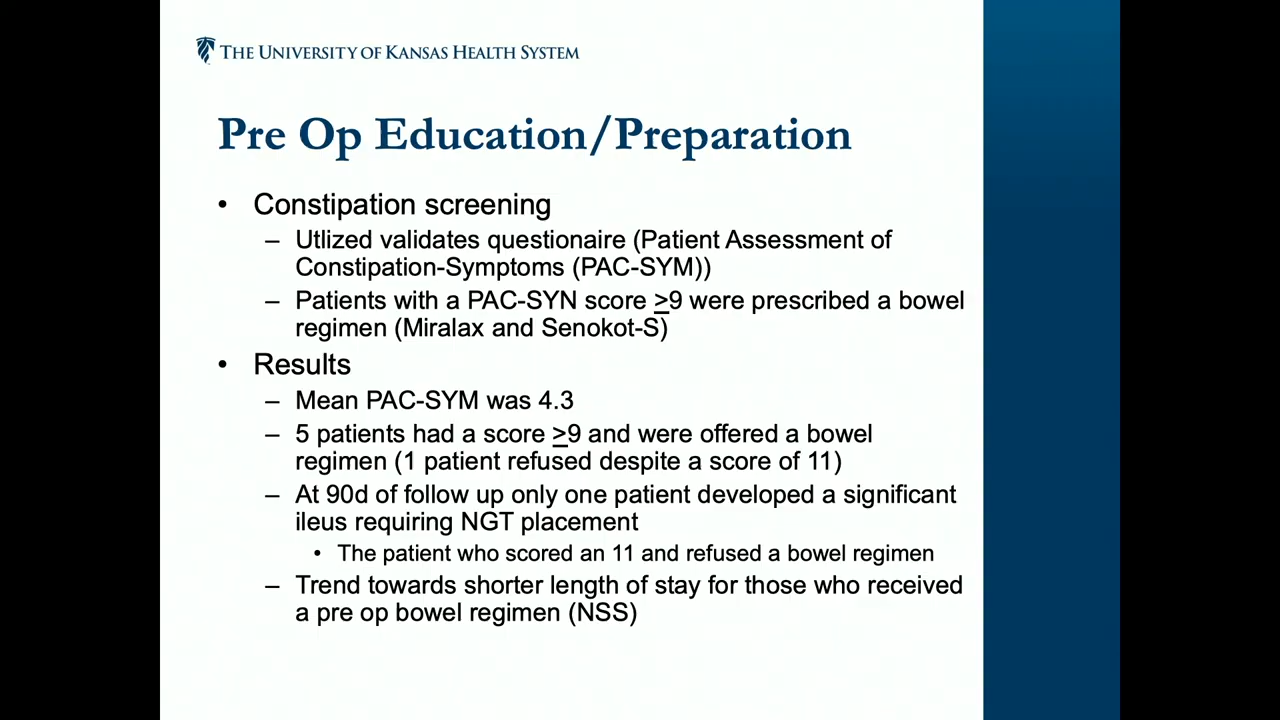 THE UNIVERSITY OF KANSAS HEALTH SYSTEM
Pre Op Education/Preparation
• Constipation screening
– Utlized validates questionaire (Patient Assessment of
Constipation-Symptoms (PAC-SYM))
– Patients with a PAC-SYN score ≥9 were prescribed a bowel
regimen (Miralax and Senokot-S)
• Results
– Mean PAC-SYM was 4.3
– 5 patients had a score ≥9 and were offered a bowel
regimen (1 patient refused despite a score of 11)
– At 90d of follow up only one patient developed a significant
ileus requiring NGT placement
• The patient who scored an 11 and refused a bowel regimen
– Trend towards shorter length of stay for those who received
a pre op bowel regimen (NSS)